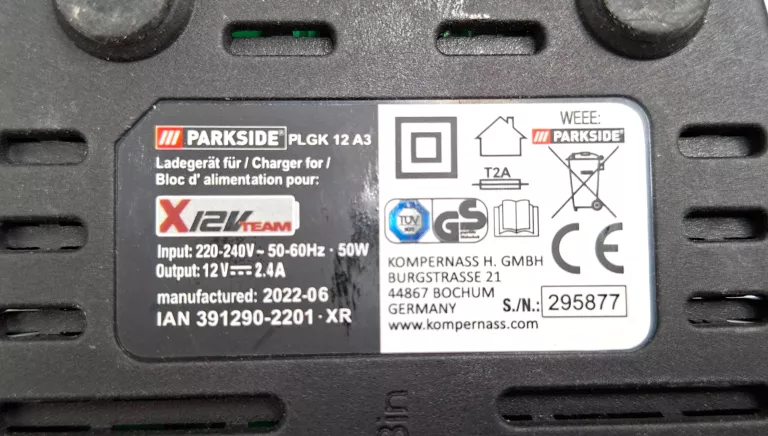 PARKSIDE® PLGK 12 A3
Ladegerät für / Charger for /
Bloc d' alimentation pour:
X12V TEAM
Input: 220-240V ~ 50-60Hz · 50W
Output: 12V 2.4A
manufactured: 2022-06
IAN 391290-2201 · XR
T2A
WEEE:
PARKSIDE®
TÜV
GS
CE
KOMPERNASS H. GMBH
BURGSTRASSE 21
44867 BOCHUM
GERMANY
www.kompernass.com
S./N.: 295877